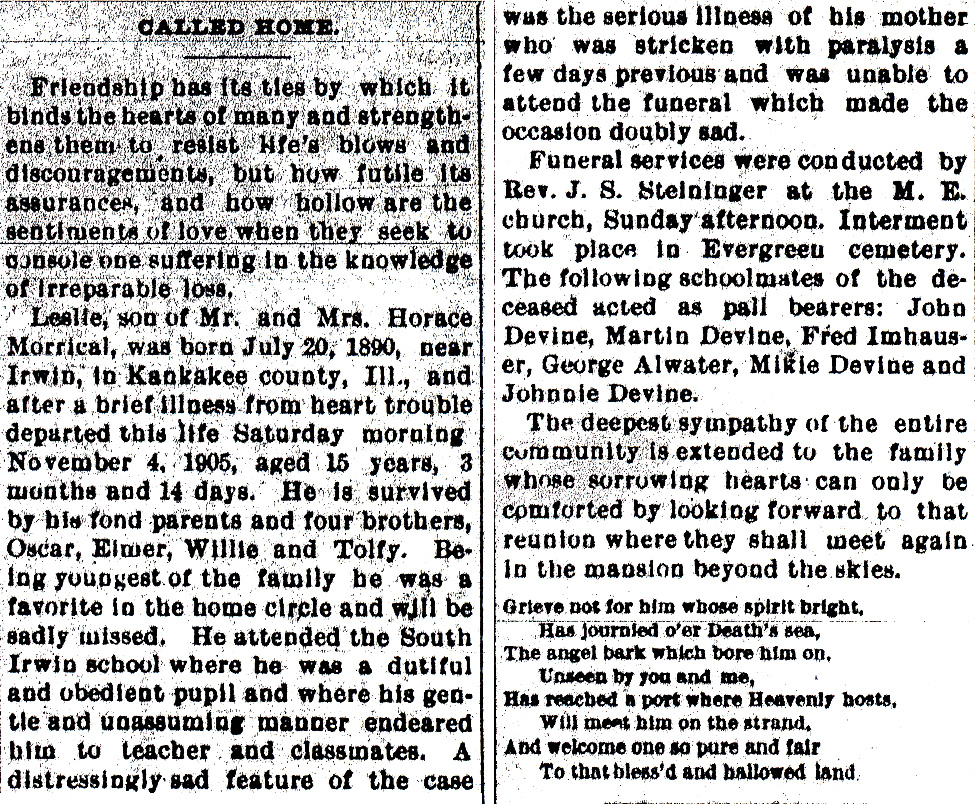 CALLED HOME.
Friendship has its ties by which it
binds the hearts of many and strength-
ens them to resist life's blows and
discouragements, but how futile its
assurances, and how hollow are the
sentiments of love when they seek to
console one suffering in the knowledge
of irreparable loss.
Leslie, son of Mr. and Mrs. Horace
Morrical, was born July 20, 1890, near
Irwin, in Kankakee county, Ill., and
after a brief illness from heart trouble
departed this life Saturday morning
November 4, 1905, aged 15 years, 3
months and 14 days. He is survived
by his fond parents and four brothers,
Oscar, Elmer, Willie and Tolfy. Be-
ing youngest of the family he was a
favorite in the home circle and will be
sadly missed. He attended the South
Irwin school where he was a dutiful
and obedient pupil and where his gen-
tle and unassuming manner endeared
him to teacher and classmates. A
distressingly sad feature of the case
was the serious illness of his mother
who was stricken with paralysis a
few days previous and was unable to
attend the funeral which made the
occasion doubly sad.
Funeral services were conducted by
Rev. J. S. Steininger at the M. E.
church, Sunday afternoon. Interment
took place in Evergreen cemetery.
The following schoolmates of the de-
ceased acted as pall bearers: John
Devine, Martin Devine, Fred Imhaus-
er, George Alwater, Mikie Devine and
Johnnie Devine.
The deepest sympathy of the entire
community is extended to the family
whose sorrowing hearts can only be
comforted by looking forward to that
reunion where they shall meet again
in the mansion beyond the skies.
Grieve not for him whose spirit bright,
Has journied o'er Death's sea,
The angel bark which bore him on,
Unseen by you and me,
Has reached a port where Heavenly hosts,
Will meet him on the strand,
And welcome one so pure and fair
To that bless'd and hallowed land.